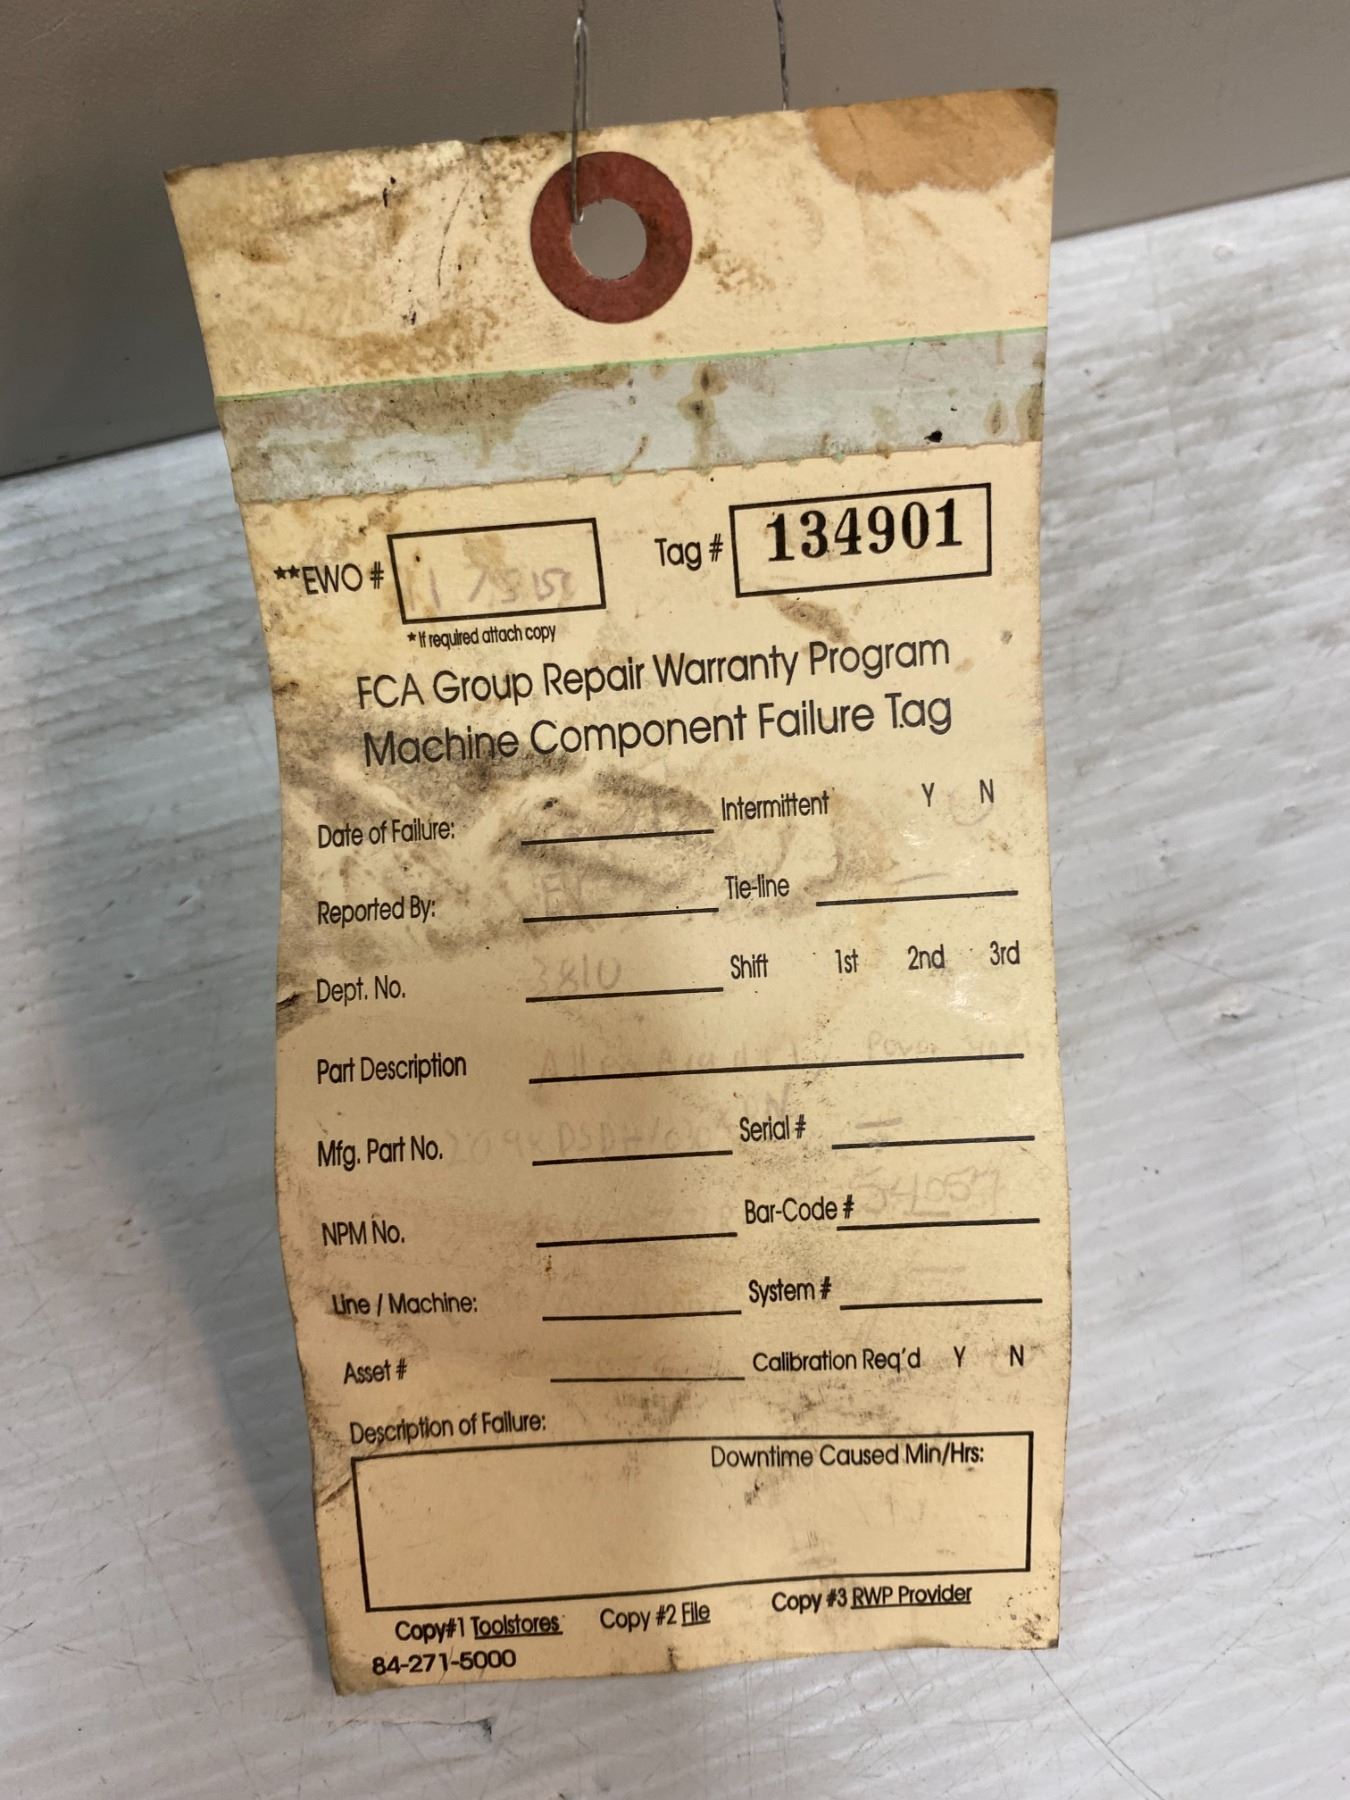 **EWO # Tag # 134901
* If required attach copy
FCA Group Repair Warranty Program
Machine Component Failure Tag
Date of Failure: Intermittent Y N
Reported By: Tie-line
Dept. No. 3810 Shift 1st 2nd 3rd
Part Description Allen Bradley Power
Mfg. Part No. Serial #
NPM No. Bar-Code #
Line / Machine: System #
Asset # Calibration Req'd Y N
Description of Failure:
Downtime Caused Min/Hrs:
Copy#1 Toolstores Copy #2 File Copy #3 RWP Provider
84-271-5000